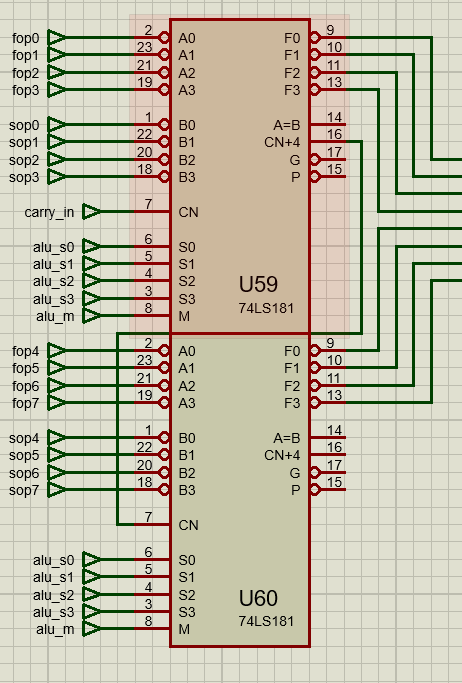 fop0 2 A0 F0 9
fop1 23 A1 F1 10
fop2 21 A2 F2 11
fop3 19 A3 F3 13
sop0 1 B0 A=B 14
sop1 22 B1 CN+4 16
sop2 20 B2 G 17
sop3 18 B3 P 15
carry_in 7 CN
alu_s0 6 S0
alu_s1 5 S1
alu_s2 4 S2
alu_s3 3 S3
alu_m 8 M
U59
74LS181
fop4 2 A0 F0 9
fop5 23 A1 F1 10
fop6 21 A2 F2 11
fop7 19 A3 F3 13
sop4 1 B0 A=B 14
sop5 22 B1 CN+4 16
sop6 20 B2 G 17
sop7 18 B3 P 15
7 CN
alu_s0 6 S0
alu_s1 5 S1
alu_s2 4 S2
alu_s3 3 S3
alu_m 8 M
U60
74LS181